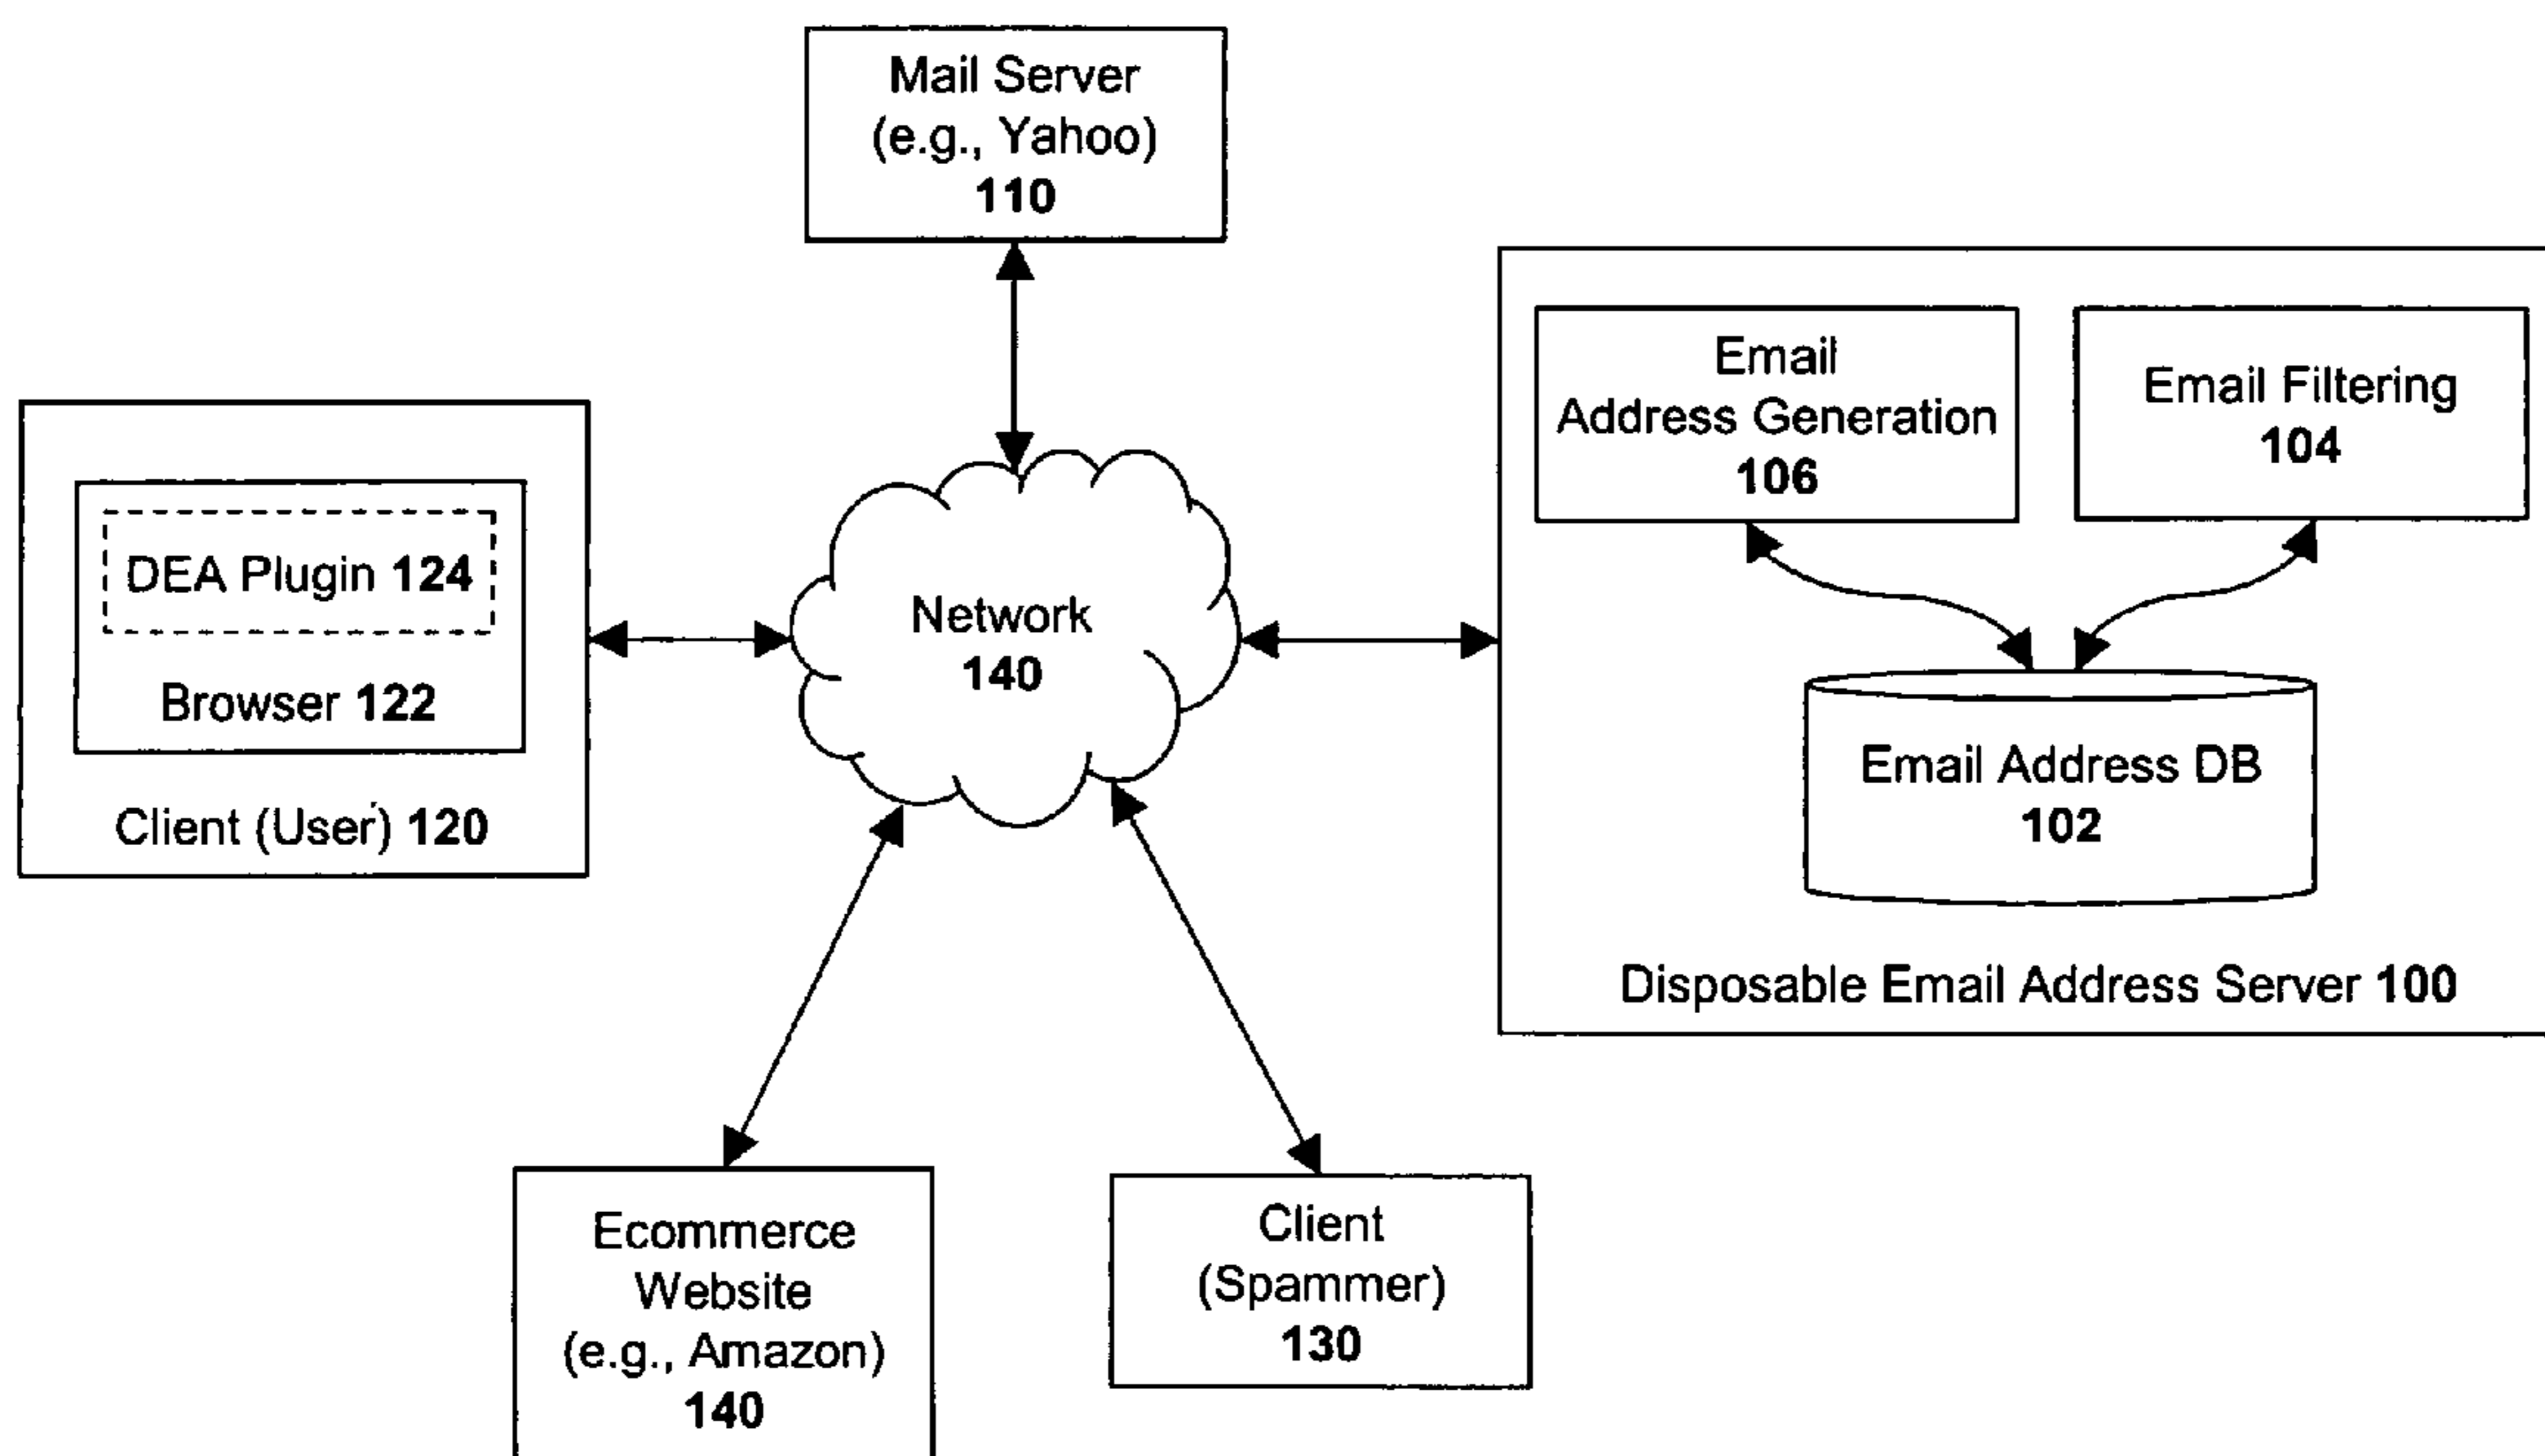 Mail Server
(e.g., Yahoo)
110
Email
Address Generation
106
Email Filtering
104
DEA Plugin 124
Browser 122
Client (User) 120
Network
140
Email Address DB
102
Disposable Email Address Server 100
Ecommerce
Website
(e.g., Amazon)
140
Client
(Spammer)
130